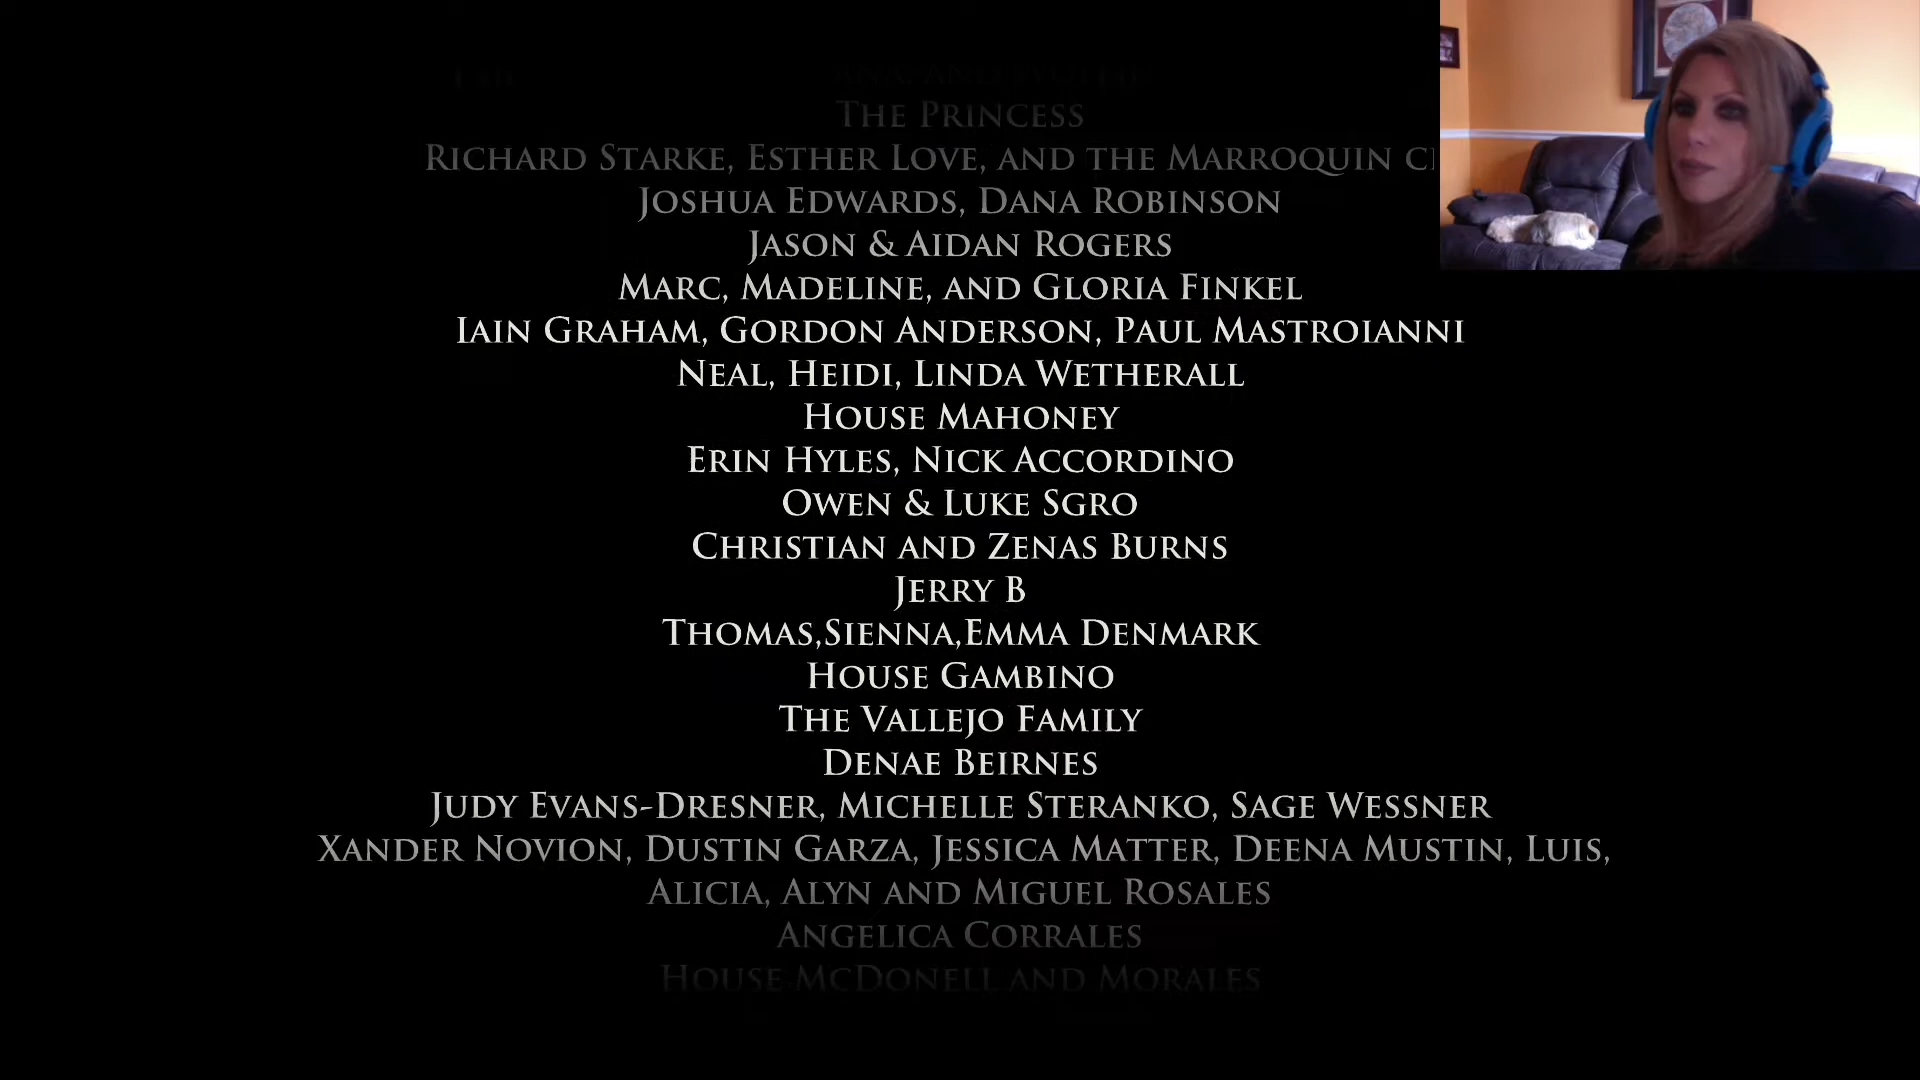 The Princess
Richard Starke, Esther Love, and the Marroquin
Joshua Edwards, Dana Robinson
Jason & Aidan Rogers
Marc, Madeline, and Gloria Finkel
Iain Graham, Gordon Anderson, Paul Mastroianni
Neal, Heidi, Linda Wetherall
House Mahoney
Erin Hyles, Nick Accordino
Owen & Luke Sgro
Christian and Zenas Burns
Jerry B
Thomas,Sienna,Emma Denmark
House Gambino
The Vallejo Family
Denae Beirnes
Judy Evans-Dresner, Michelle Steranko, Sage Wessner
Xander Novion, Dustin Garza, Jessica Matter, Deena Mustin, Luis,
Alicia, Alyn and Miguel Rosales
Angelica Corrales
House McDonell and Morales